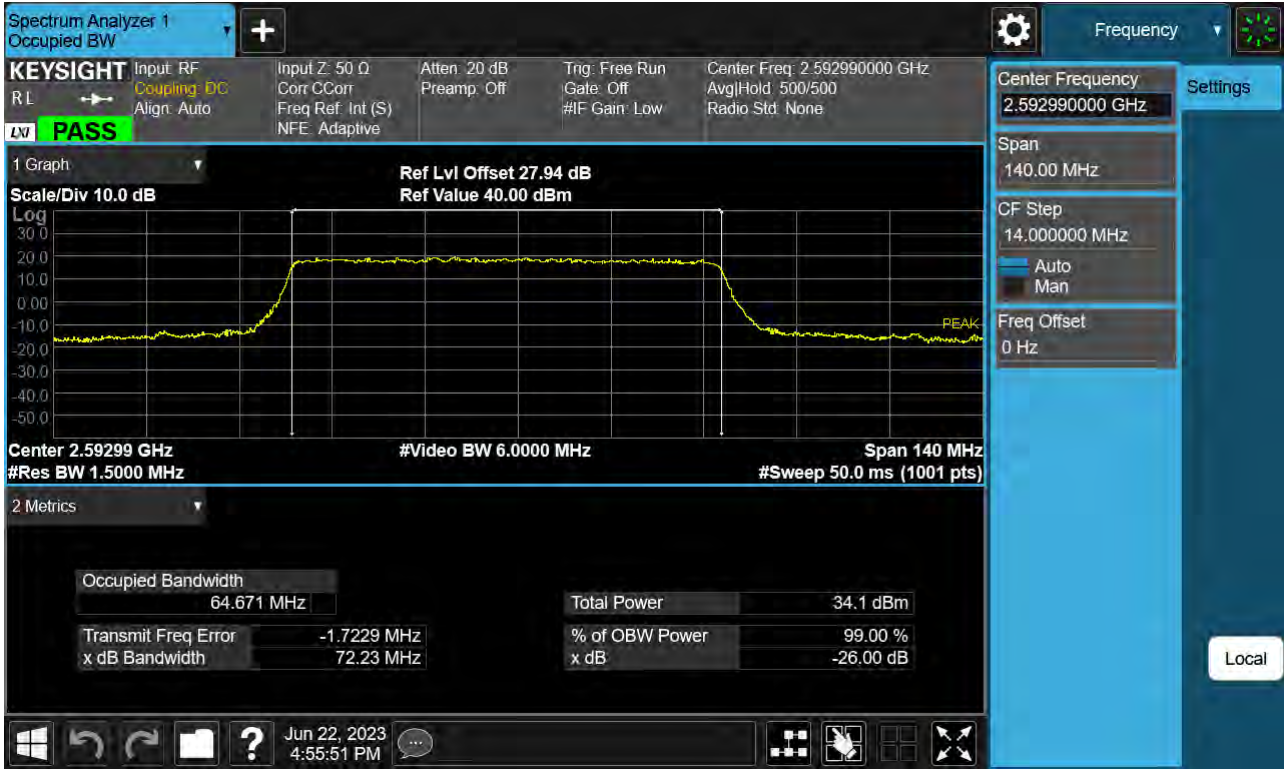 Spectrum Analyzer 1
Occupied BW
+
Frequency
KEYSIGHT
RL
LXI
PASS
Input: RF
Coupling: DC
Align: Auto
Input Z: 50 Ω
Corr CCorr
Freq Ref: Int (S)
NFE: Adaptive
Atten: 20 dB
Preamp: Off
Trig: Free Run
Gate: Off
#IF Gain: Low
Center Freq: 2.592990000 GHz
Avg|Hold: 500/500
Radio Std: None
Center Frequency
2.592990000 GHz
Settings
Span
140.00 MHz
CF Step
14.000000 MHz
Auto
Man
Freq Offset
0 Hz
Local
1 Graph
Scale/Div 10.0 dB
Ref Lvl Offset 27.94 dB
Ref Value 40.00 dBm
Log
30.0
20.0
10.0
0.00
-10.0
-20.0
-30.0
-40.0
-50.0
PEAK
Center 2.59299 GHz
#Video BW 6.0000 MHz
Span 140 MHz
#Res BW 1.5000 MHz
#Sweep 50.0 ms (1001 pts)
2 Metrics
Occupied Bandwidth
64.671 MHz
Total Power 34.1 dBm
Transmit Freq Error -1.7229 MHz
% of OBW Power 99.00 %
x dB Bandwidth 72.23 MHz
x dB -26.00 dB
?
Jun 22, 2023
4:55:51 PM